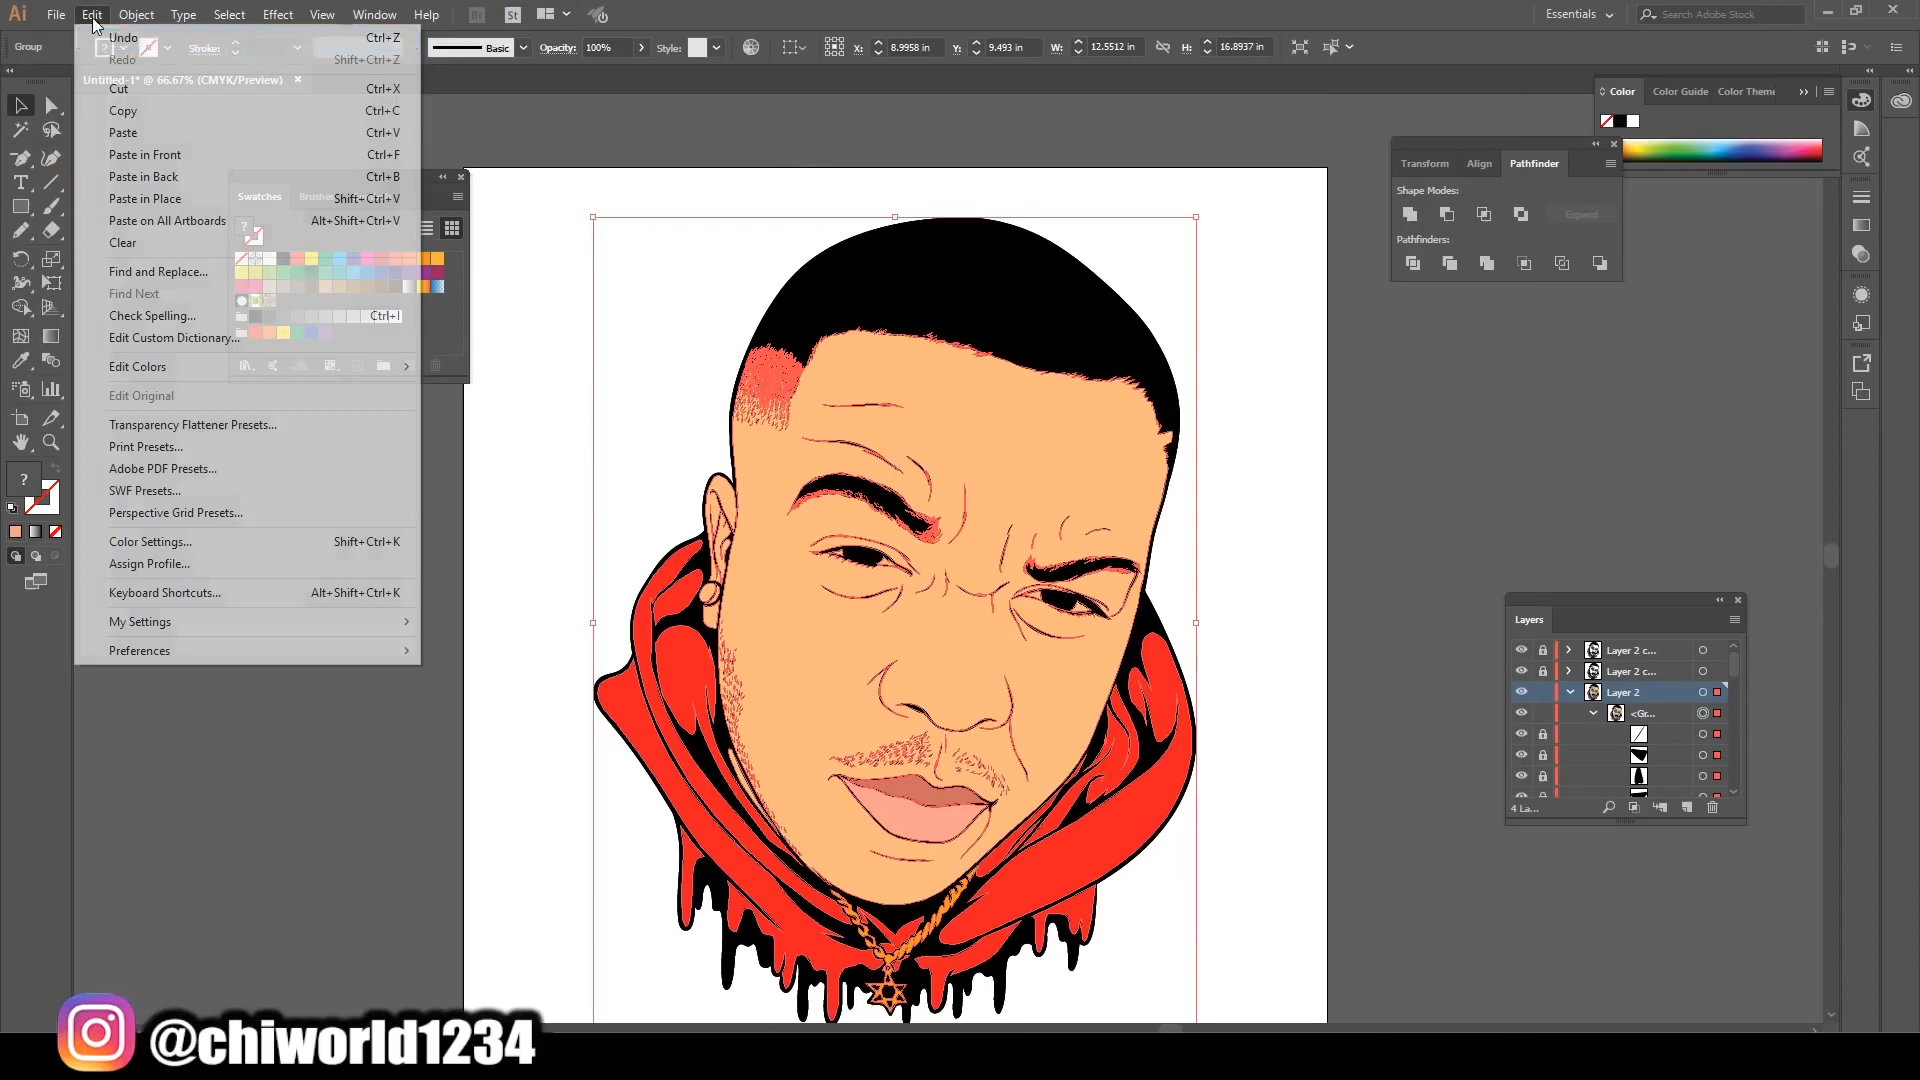 Ai File Edit Object Type Select Effect View Window Help Br St Essentials Search Adobe Stock
Group Stroke: Basic Opacity: 100% Style: X: 8.9958 in Y: 9.493 in W: 12.5512 in H: 16.8937 in
Untitled-1* @ 66.67% (CMYK/Preview)
Undo Ctrl+Z
Redo Shift+Ctrl+Z
Cut Ctrl+X
Copy Ctrl+C
Paste Ctrl+V
Paste in Front Ctrl+F
Paste in Back Ctrl+B
Paste in Place Shift+Ctrl+V
Paste on All Artboards Alt+Shift+Ctrl+V
Clear
Find and Replace...
Find Next
Check Spelling... Ctrl+I
Edit Custom Dictionary...
Edit Colors
Edit Original
Transparency Flattener Presets...
Print Presets...
Adobe PDF Presets...
SWF Presets...
Perspective Grid Presets...
Color Settings... Shift+Ctrl+K
Assign Profile...
Keyboard Shortcuts... Alt+Shift+Ctrl+K
My Settings
Preferences
Swatches Brushes
?
?
Color Color Guide Color Theme
Transform Align Pathfinder
Shape Modes:
Expand
Pathfinders:
Layers
Layer 2 c...
Layer 2 c...
Layer 2
<Gr...
4 La...
@chiworld1234